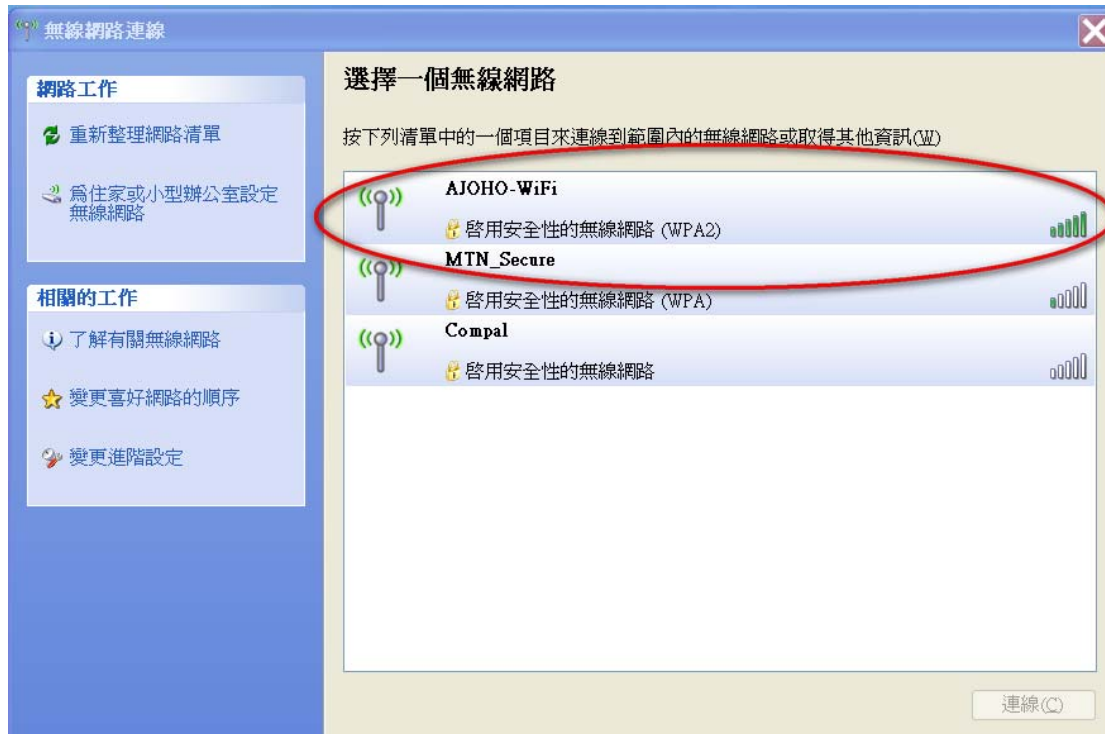 無線網路連線
網路工作
重新整理網路清單
為住家或小型辦公室設定
無線網路
相關的工作
了解有關無線網路
變更喜好網路的順序
變更進階設定
選擇一個無線網路
按下列清單中的一個項目來連線到範圍內的無線網路或取得其他資訊(W)
AJOHO-WiFi
啓用安全性的無線網路 (WPA2)
MTN_Secure
啓用安全性的無線網路 (WPA)
Compal
啓用安全性的無線網路
連線(C)